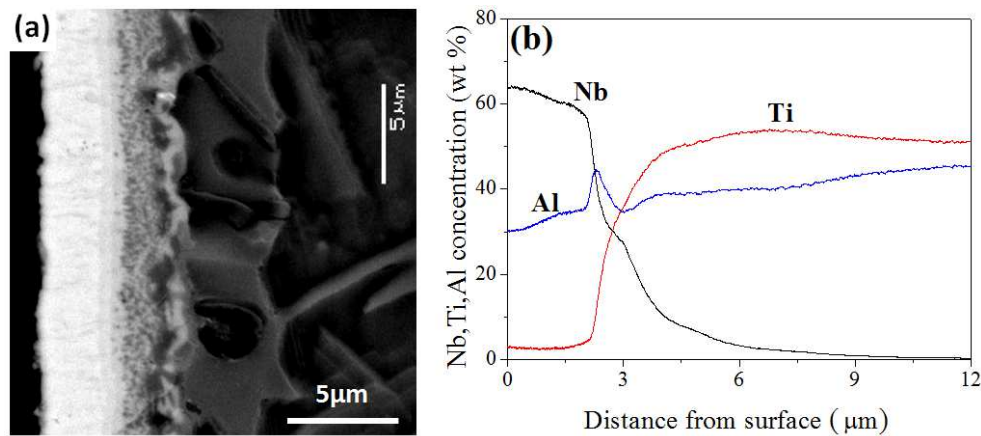 (a)
5μm
5μm
(b)
Nb
Ti
Al
Nb,Ti,Al concentration (wt %)
80
60
40
20
0
0 3 6 9 12
Distance from surface ( μm)